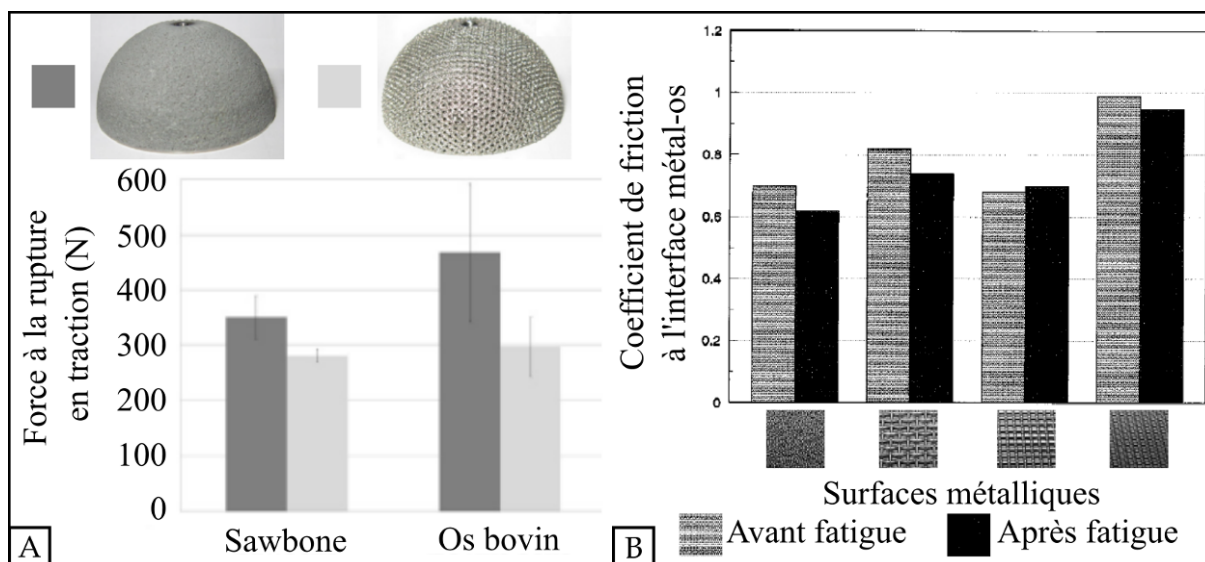 Force à la rupture
en traction (N)
600
500
400
300
200
100
0
Sawbone
Os bovin
A
Coefficient de friction
à l'interface métal-os
1.2
1
0.8
0.6
0.4
0.2
0
Surfaces métalliques
Avant fatigue
Après fatigue
B